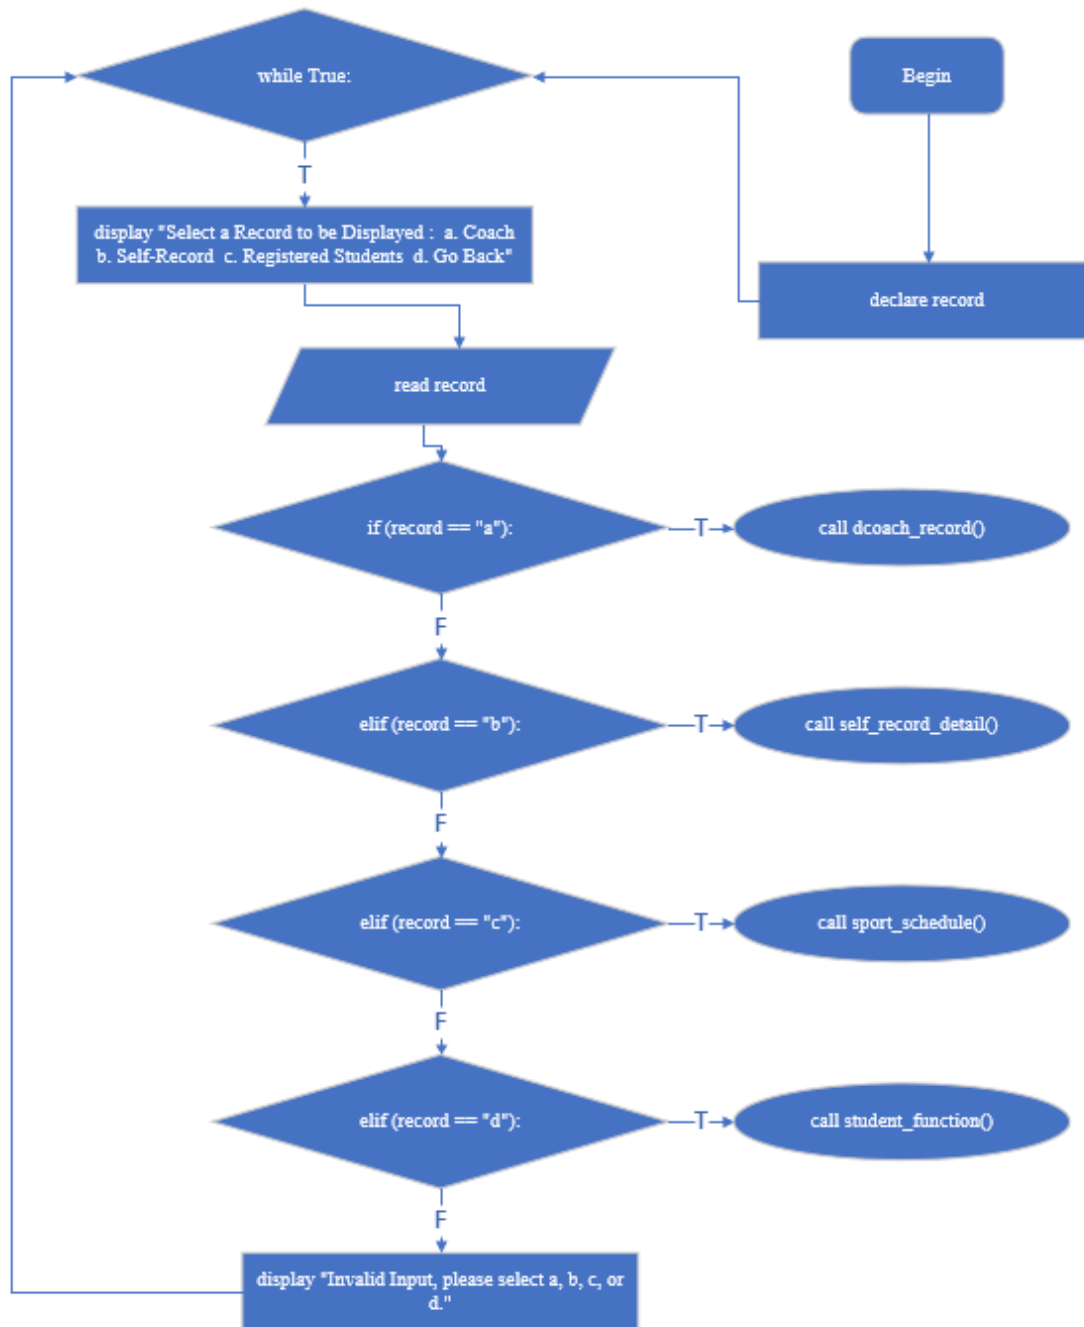 Begin
declare record
while True:
T
display "Select a Record to be Displayed :  a. Coach
b. Self-Record  c. Registered Students  d. Go Back"
read record
if (record == "a"):
T
call dcoach_record()
F
elif (record == "b"):
T
call self_record_detail()
F
elif (record == "c"):
T
call sport_schedule()
F
elif (record == "d"):
T
call student_function()
F
display "Invalid Input, please select a, b, c, or
d."